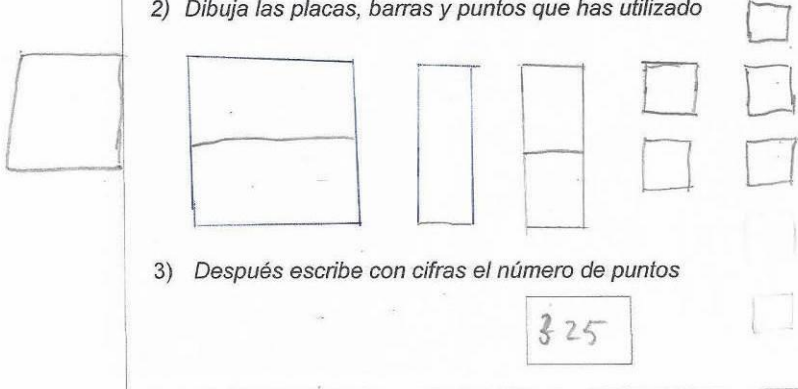 2) Dibuja las placas, barras y puntos que has utilizado
3) Después escribe con cifras el número de puntos
325